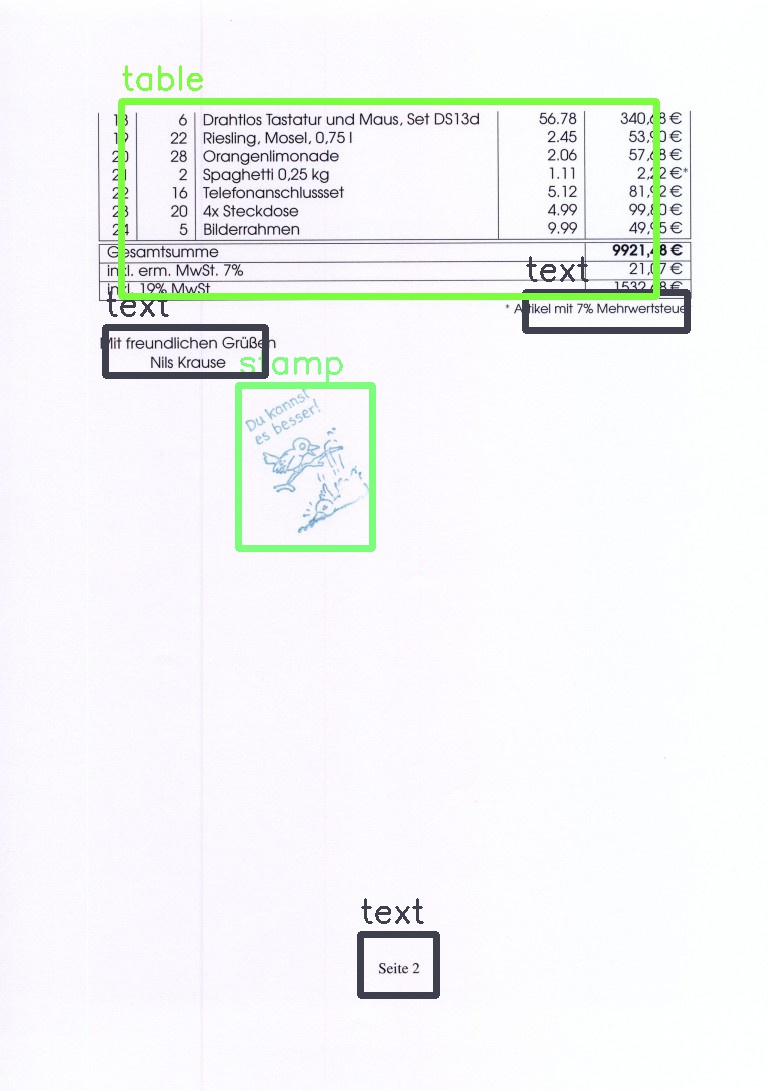 table
18 6 Drahtlos Tastatur und Maus, Set DS13d 56.78 340,68 €
19 22 Riesling, Mosel, 0,75 l 2.45 53,90 €
20 28 Orangenlimonade 2.06 57,68 €
21 2 Spaghetti 0,25 kg 1.11 2,22 €*
22 16 Telefonanschlussset 5.12 81,92 €
23 20 4x Steckdose 4.99 99,80 €
24 5 Bilderrahmen 9.99 49,95 €
Gesamtsumme 9921,48 €
inkl. erm. MwSt. 7% 21,07 €
text
inkl. 19% MwSt 1532,68 €
text
* Artikel mit 7% Mehrwertsteuer
Mit freundlichen Grüßen
Nils Krause
stamp
Du kannst
es besser!
text
Seite 2